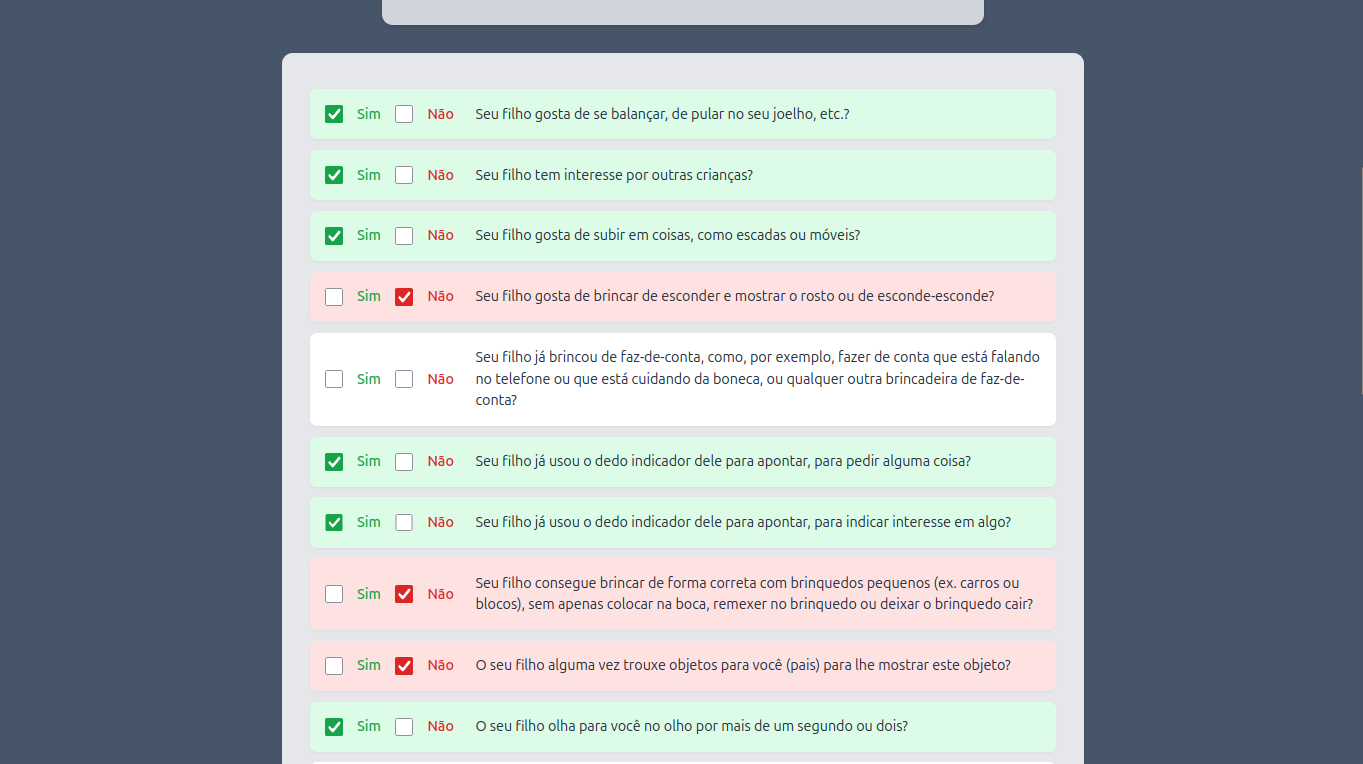 Sim Não Seu filho gosta de se balançar, de pular no seu joelho, etc.?
Sim Não Seu filho tem interesse por outras crianças?
Sim Não Seu filho gosta de subir em coisas, como escadas ou móveis?
Sim Não Seu filho gosta de brincar de esconder e mostrar o rosto ou de esconde-esconde?
Seu filho já brincou de faz-de-conta, como, por exemplo, fazer de conta que está falando
Sim Não no telefone ou que está cuidando da boneca, ou qualquer outra brincadeira de faz-de-
conta?
Sim Não Seu filho já usou o dedo indicador dele para apontar, para pedir alguma coisa?
Sim Não Seu filho já usou o dedo indicador dele para apontar, para indicar interesse em algo?
Sim Não Seu filho consegue brincar de forma correta com brinquedos pequenos (ex. carros ou
blocos), sem apenas colocar na boca, remexer no brinquedo ou deixar o brinquedo cair?
Sim Não O seu filho alguma vez trouxe objetos para você (pais) para lhe mostrar este objeto?
Sim Não O seu filho olha para você no olho por mais de um segundo ou dois?